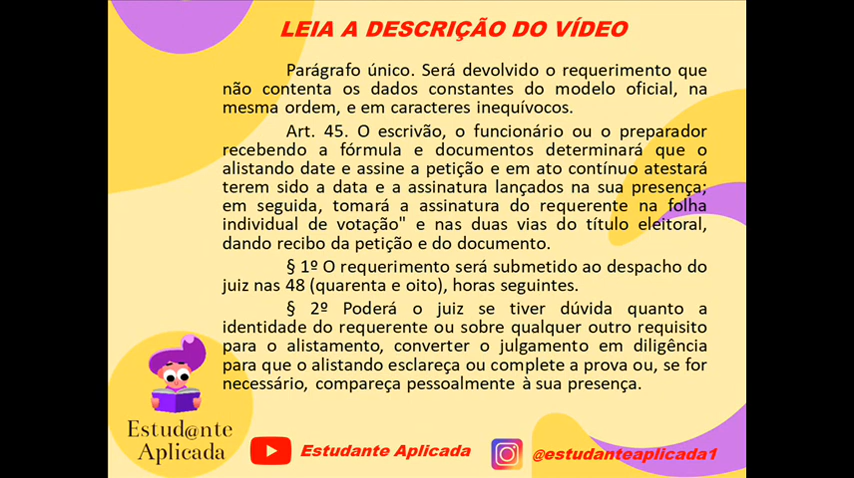 LEIA A DESCRIÇÃO DO VÍDEO
Parágrafo único. Será devolvido o requerimento que
não contenta os dados constantes do modelo oficial, na
mesma ordem, e em caracteres inequívocos.
Art. 45. O escrivão, o funcionário ou o preparador
recebendo a fórmula e documentos determinará que o
alistando date e assine a petição e em ato contínuo atestará
terem sido a data e a assinatura lançados na sua presença;
em seguida, tomará a assinatura do requerente na folha
individual de votação" e nas duas vias do título eleitoral,
dando recibo da petição e do documento.
§ 1º O requerimento será submetido ao despacho do
juiz nas 48 (quarenta e oito), horas seguintes.
§ 2º Poderá o juiz se tiver dúvida quanto a
identidade do requerente ou sobre qualquer outro requisito
para o alistamento, converter o julgamento em diligência
para que o alistando esclareça ou complete a prova ou, se for
necessário, compareça pessoalmente à sua presença.
Estud@nte
Aplicada
Estudante Aplicada
@estudanteaplicada1